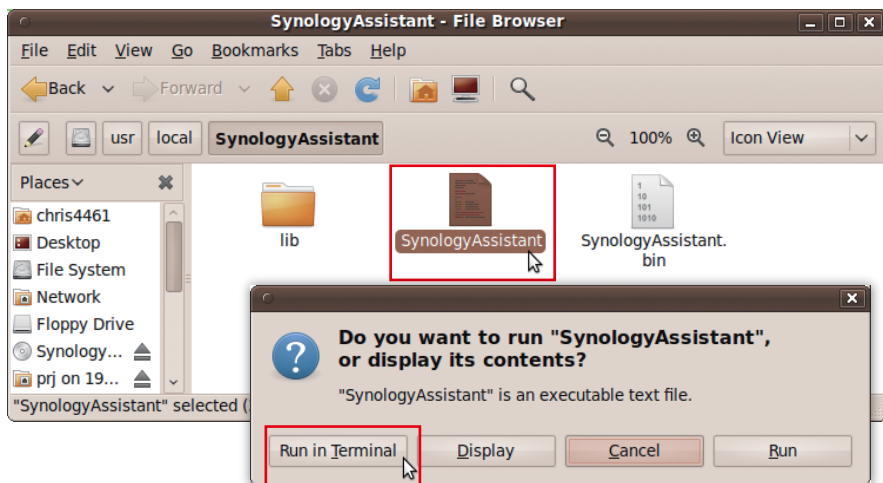 SynologyAssistant - File Browser
File Edit View Go Bookmarks Tabs Help
Back Forward
usr local SynologyAssistant 100% Icon View
Places
chris4461
Desktop
File System
Network
Floppy Drive
Synology...
prj on 19...
lib
SynologyAssistant
1
10
101
1010
SynologyAssistant.
bin
"SynologyAssistant" selected (
Do you want to run "SynologyAssistant",
or display its contents?
"SynologyAssistant" is an executable text file.
Run in Terminal Display Cancel Run